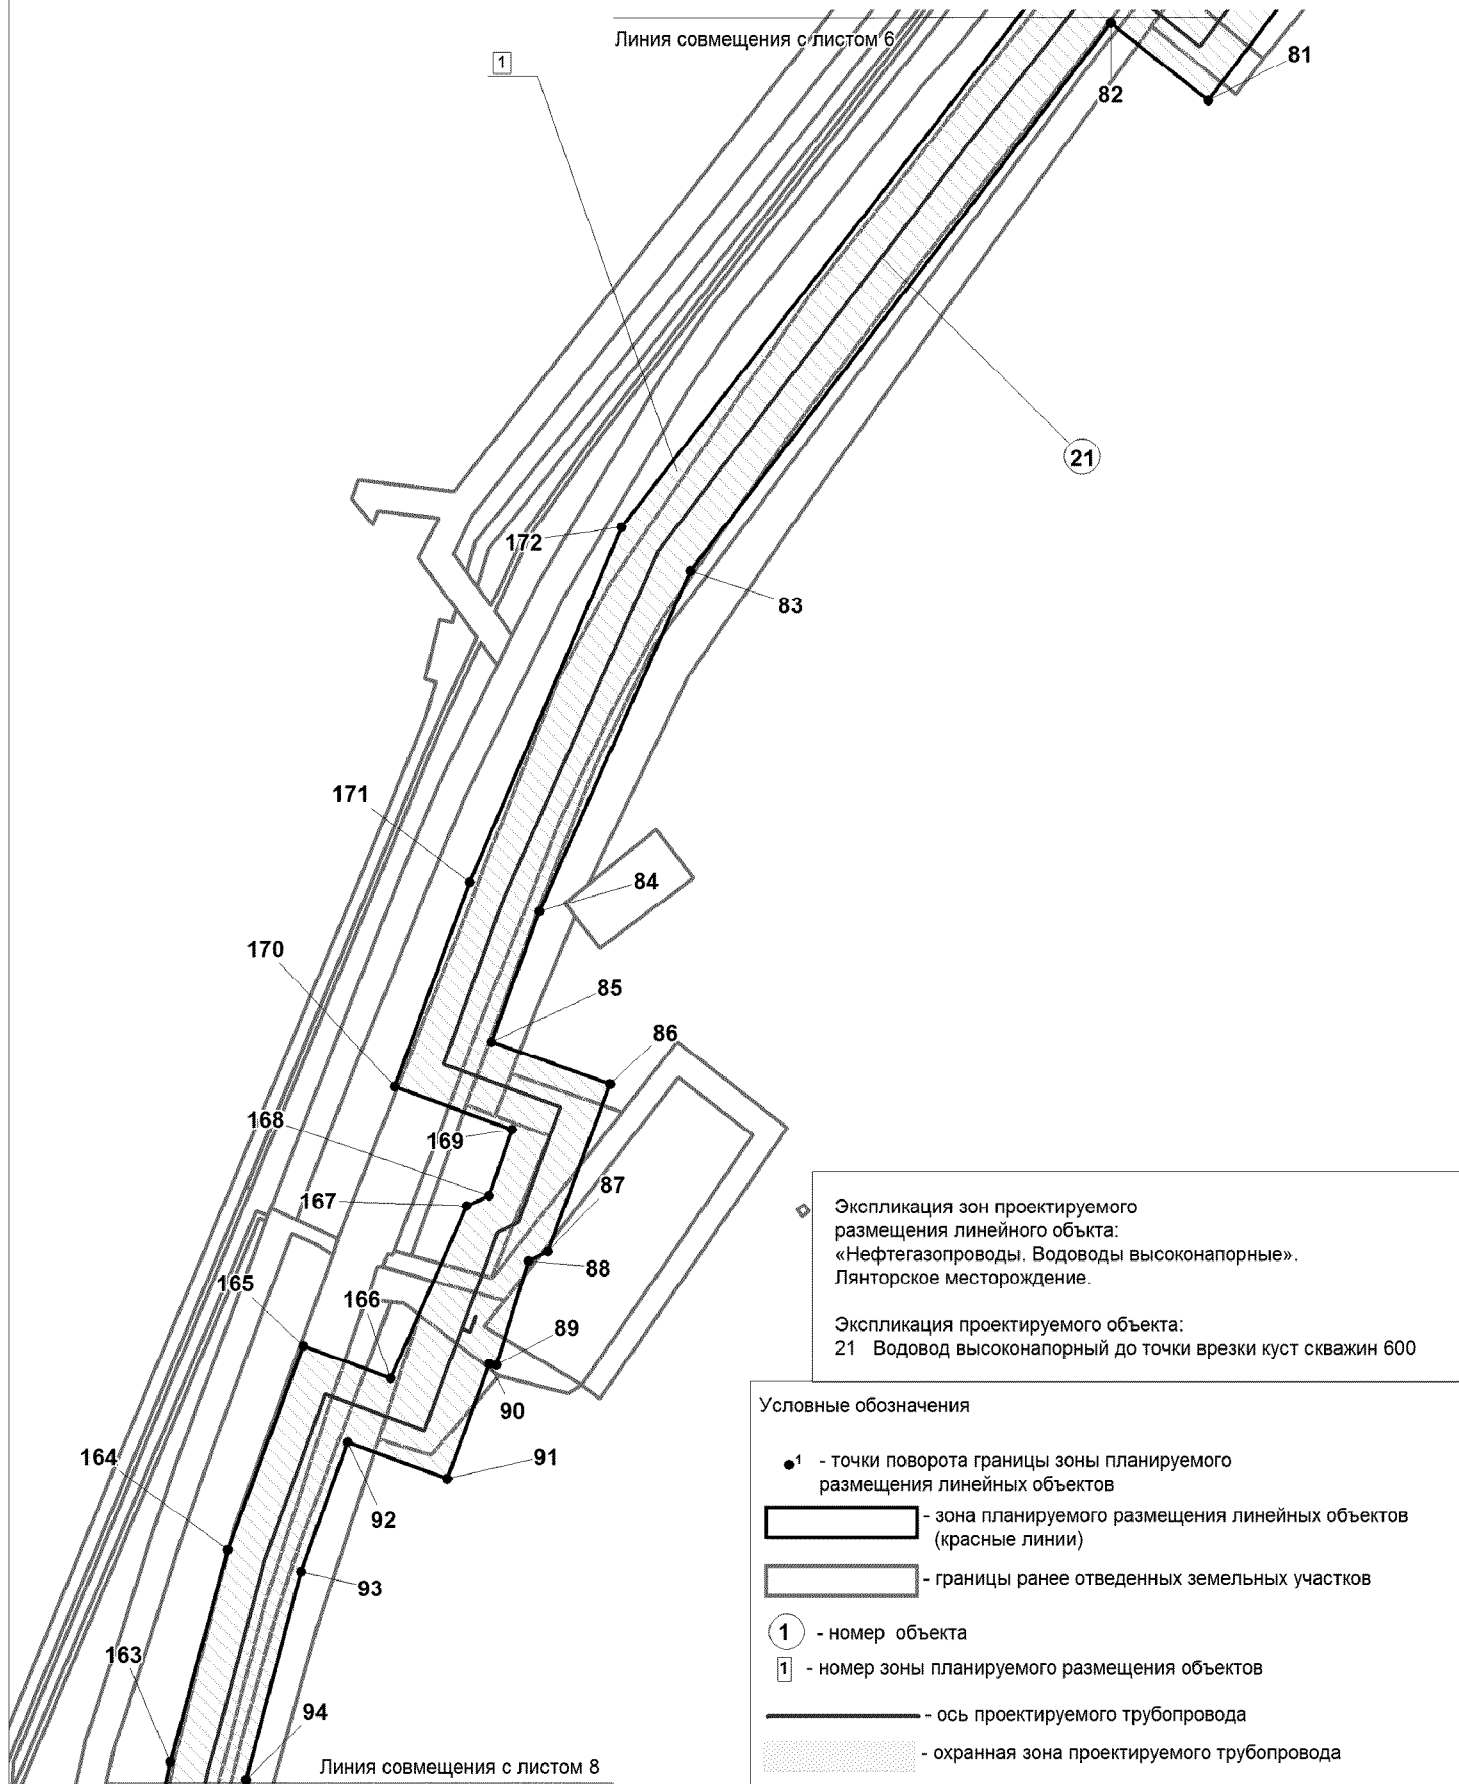 Линия совмещения с листом 6
1
81
82
21
172
83
171
84
170
85
86
168
169
167
87
88
165
166
89
90
164
91
92
93
163
94
Линия совмещения с листом 8
Экспликация зон проектируемого
размещения линейного объкта:
«Нефтегазопроводы. Водоводы высоконапорные».
Лянторское месторождение.
Экспликация проектируемого объекта:
21 Водовод высоконапорный до точки врезки куст скважин 600
Условные обозначения
1 - точки поворота границы зоны планируемого
размещения линейных объектов
- зона планируемого размещения линейных объектов
(красные линии)
- границы ранее отведенных земельных участков
1 - номер объекта
1 - номер зоны планируемого размещения объектов
- ось проектируемого трубопровода
- охранная зона проектируемого трубопровода